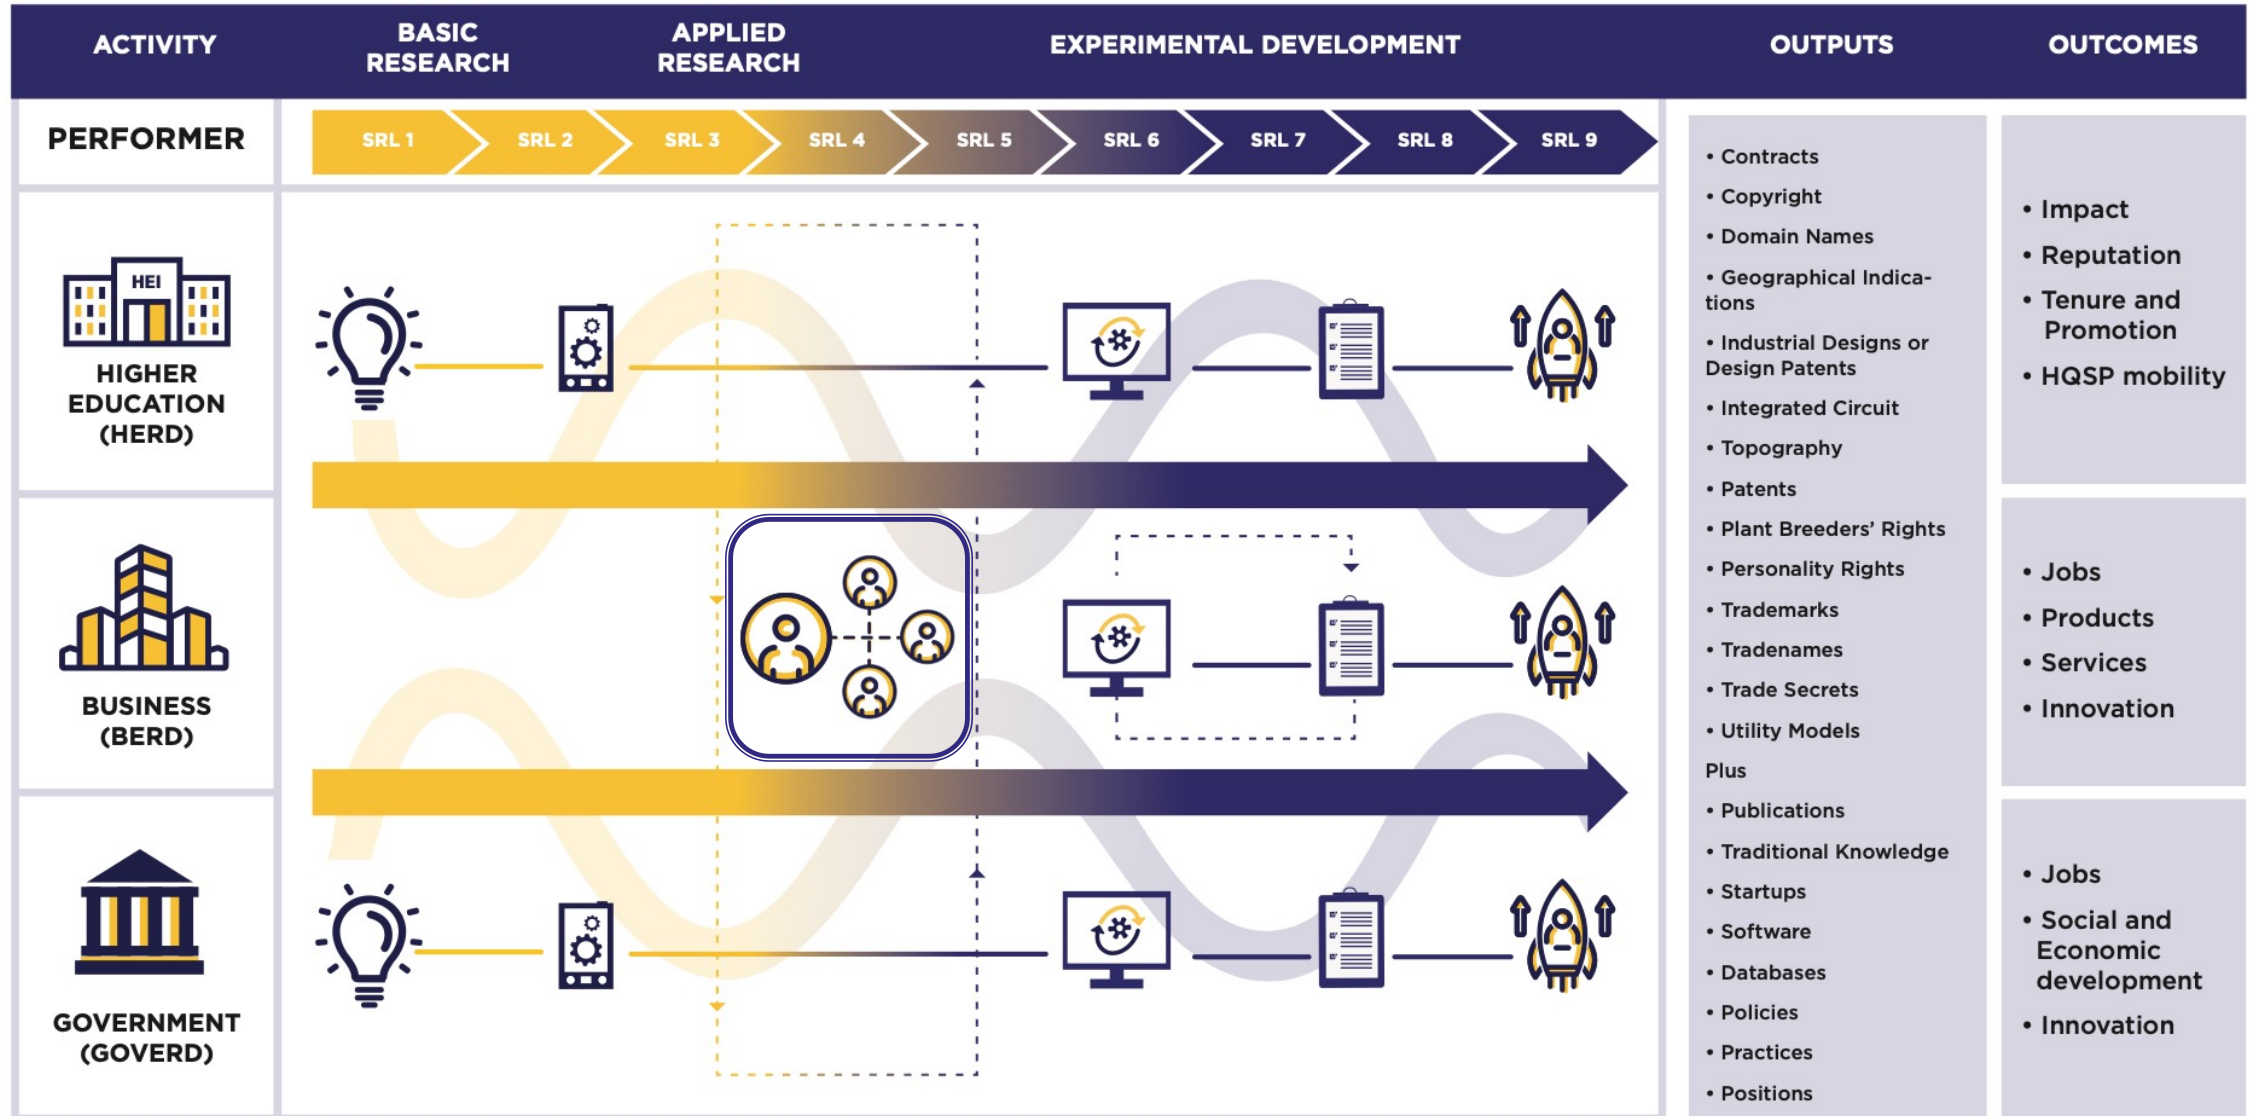 ACTIVITY
BASIC
RESEARCH
APPLIED
RESEARCH
EXPERIMENTAL DEVELOPMENT
OUTPUTS
OUTCOMES
PERFORMER
SRL 1
SRL 2
SRL 3
SRL 4
SRL 5
SRL 6
SRL 7
SRL 8
SRL 9
HEI
HIGHER
EDUCATION
(HERD)
BUSINESS
(BERD)
GOVERNMENT
(GOVERD)
• Contracts
• Copyright
• Domain Names
• Geographical Indica-
tions
• Industrial Designs or
Design Patents
• Integrated Circuit
• Topography
• Patents
• Plant Breeders’ Rights
• Personality Rights
• Trademarks
• Tradenames
• Trade Secrets
• Utility Models
Plus
• Publications
• Traditional Knowledge
• Startups
• Software
• Databases
• Policies
• Practices
• Positions
• Impact
• Reputation
• Tenure and
Promotion
• HQSP mobility
• Jobs
• Products
• Services
• Innovation
• Jobs
• Social and
Economic
development
• Innovation